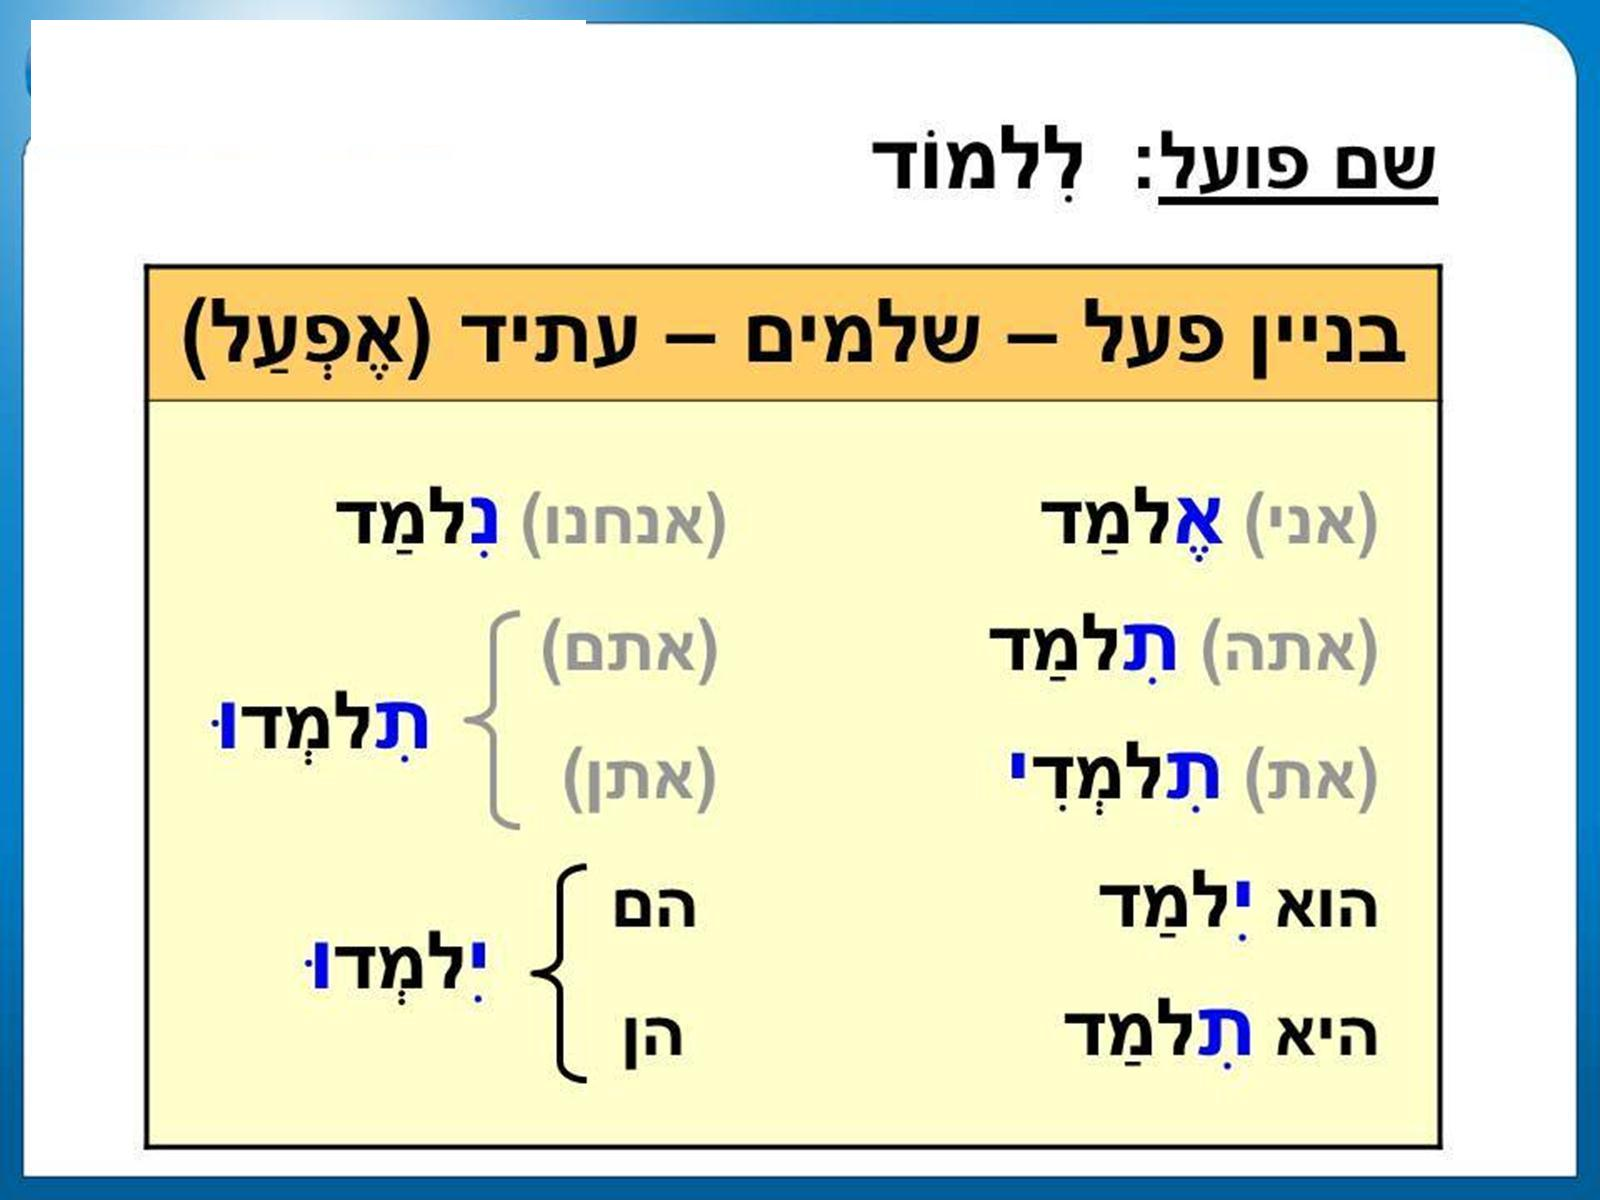 שם פועל: לִלמוֹד
בניין פעל – שלמים – עתיד (אֶפְעַל)
(אני) אֶלמַד
(אתה) תִלמַד
(את) תִלמְדִי
הוא יִלמַד
היא תִלמַד
(אנחנו) נִלמַד
(אתם)
(אתן)
תִלמְדוּ
הם
הן
יִלמְדוּ